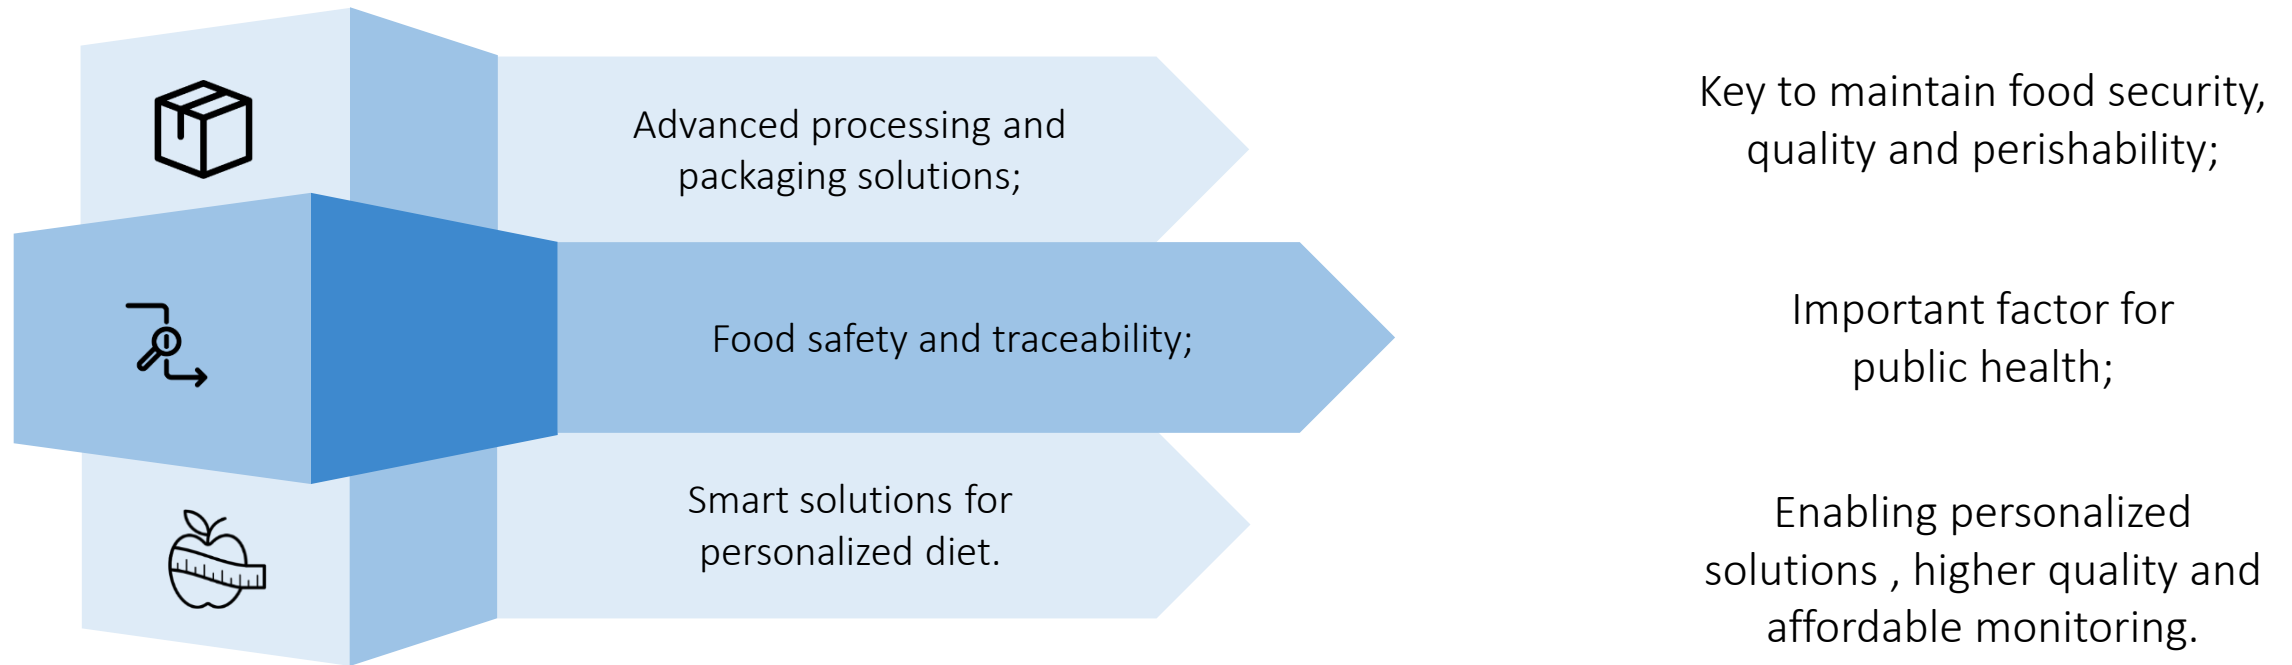 Advanced processing and
packaging solutions;
Key to maintain food security,
quality and perishability;
Food safety and traceability;
Important factor for
public health;
Smart solutions for
personalized diet.
Enabling personalized
solutions , higher quality and
affordable monitoring.